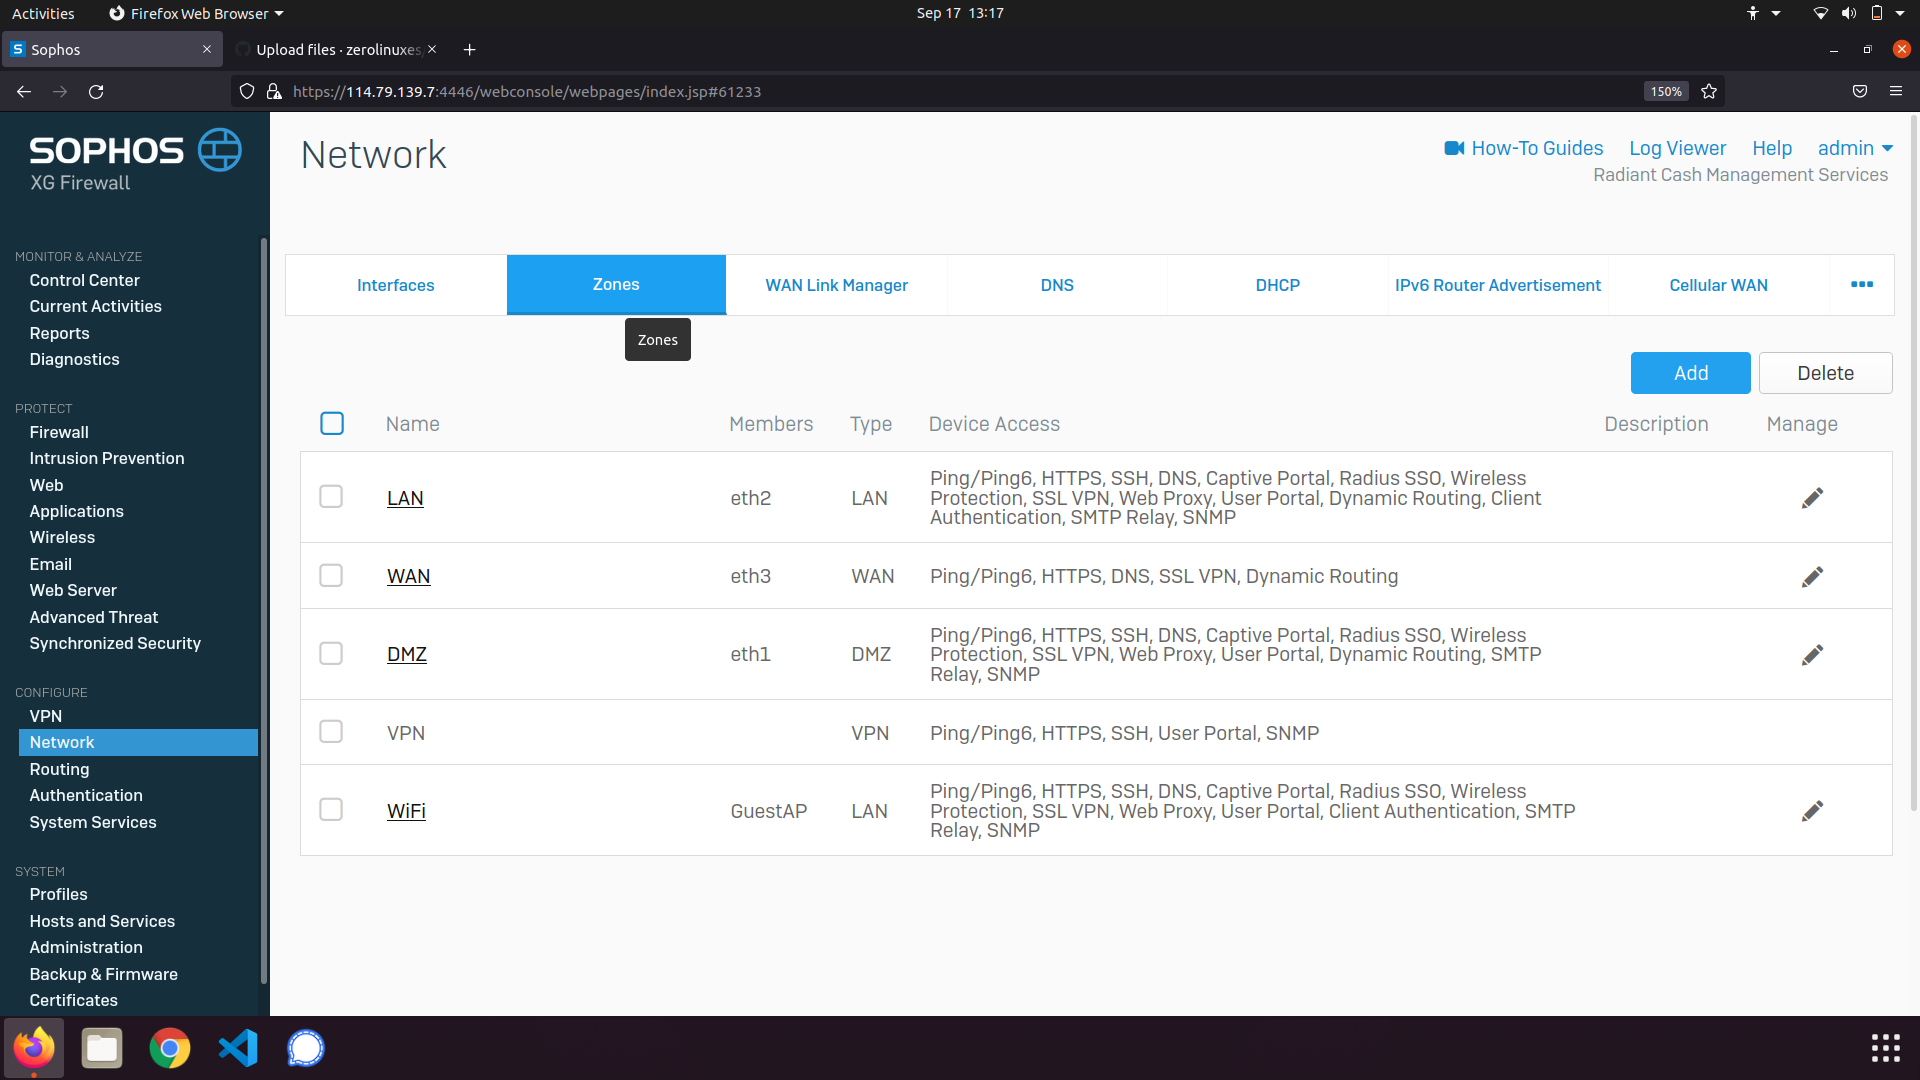 Activities
Firefox Web Browser
Sep 17 13:17
Sophos
Upload files · zerolinuxes
https://114.79.139.7:4446/webconsole/webpages/index.jsp#61233
150%
SOPHOS
XG Firewall
MONITOR & ANALYZE
Control Center
Current Activities
Reports
Diagnostics
PROTECT
Firewall
Intrusion Prevention
Web
Applications
Wireless
Email
Web Server
Advanced Threat
Synchronized Security
CONFIGURE
VPN
Network
Routing
Authentication
System Services
SYSTEM
Profiles
Hosts and Services
Administration
Backup & Firmware
Certificates
Network
How-To Guides
Log Viewer
Help
admin
Radiant Cash Management Services
Interfaces
Zones
WAN Link Manager
DNS
DHCP
IPv6 Router Advertisement
Cellular WAN
Zones
Add
Delete
Name
Members
Type
Device Access
Description
Manage
LAN
eth2
LAN
Ping/Ping6, HTTPS, SSH, DNS, Captive Portal, Radius SSO, Wireless
Protection, SSL VPN, Web Proxy, User Portal, Dynamic Routing, Client
Authentication, SMTP Relay, SNMP
WAN
eth3
WAN
Ping/Ping6, HTTPS, DNS, SSL VPN, Dynamic Routing
DMZ
eth1
DMZ
Ping/Ping6, HTTPS, SSH, DNS, Captive Portal, Radius SSO, Wireless
Protection, SSL VPN, Web Proxy, User Portal, Dynamic Routing, SMTP
Relay, SNMP
VPN
VPN
Ping/Ping6, HTTPS, SSH, User Portal, SNMP
WiFi
GuestAP
LAN
Ping/Ping6, HTTPS, SSH, DNS, Captive Portal, Radius SSO, Wireless
Protection, SSL VPN, Web Proxy, User Portal, Client Authentication, SMTP
Relay, SNMP